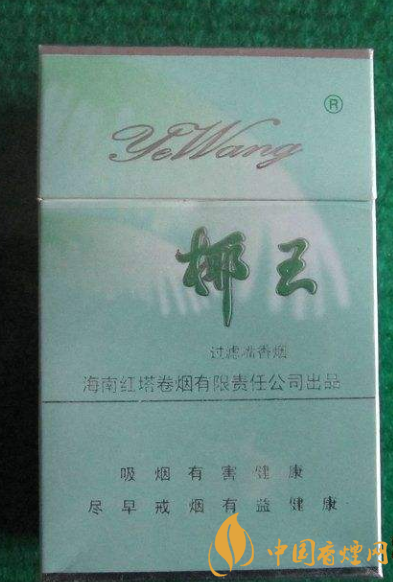 ®
YeWang
椰王
过滤嘴香烟
海南红塔卷烟有限责任公司出品
吸烟有害健康
尽早戒烟有益健康
中国香烟网